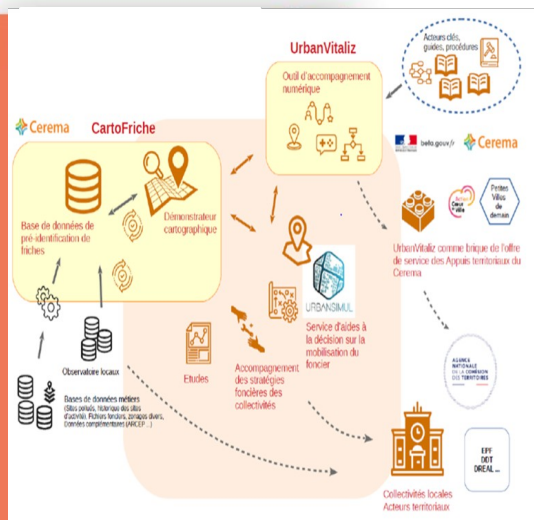 UrbanVitaliz
Acteurs clés,
guides, procédures
Outil d'accompagnement
numérique
Cerema
CartoFriche
beta.gouv.fr
Cerema
Base de données de
pré-identification de
friches
Démonstrateur
cartographique
Action
Cœur
de Ville
Petites
Villes de
demain
UrbanVitaliz comme brique de l'offre
de service des Appuis territoriaux du
Cerema
URBANSIMUL
Service d'aides à
la décision sur la
mobilisation du
foncier
Observatoire locaux
Etudes
Accompagnement
des stratégies
foncières des
collectivités
Bases de données métiers
(Sites pollués, historique des sites
d'activité, Fichiers fonciers, zonages divers,
Données complémentaires (ARCEP ...)
AGENCE
NATIONALE
DE LA COHÉSION
DES TERRITOIRES
EPF
DDT
DREAL ...
Collectivités locales
Acteurs territoriaux